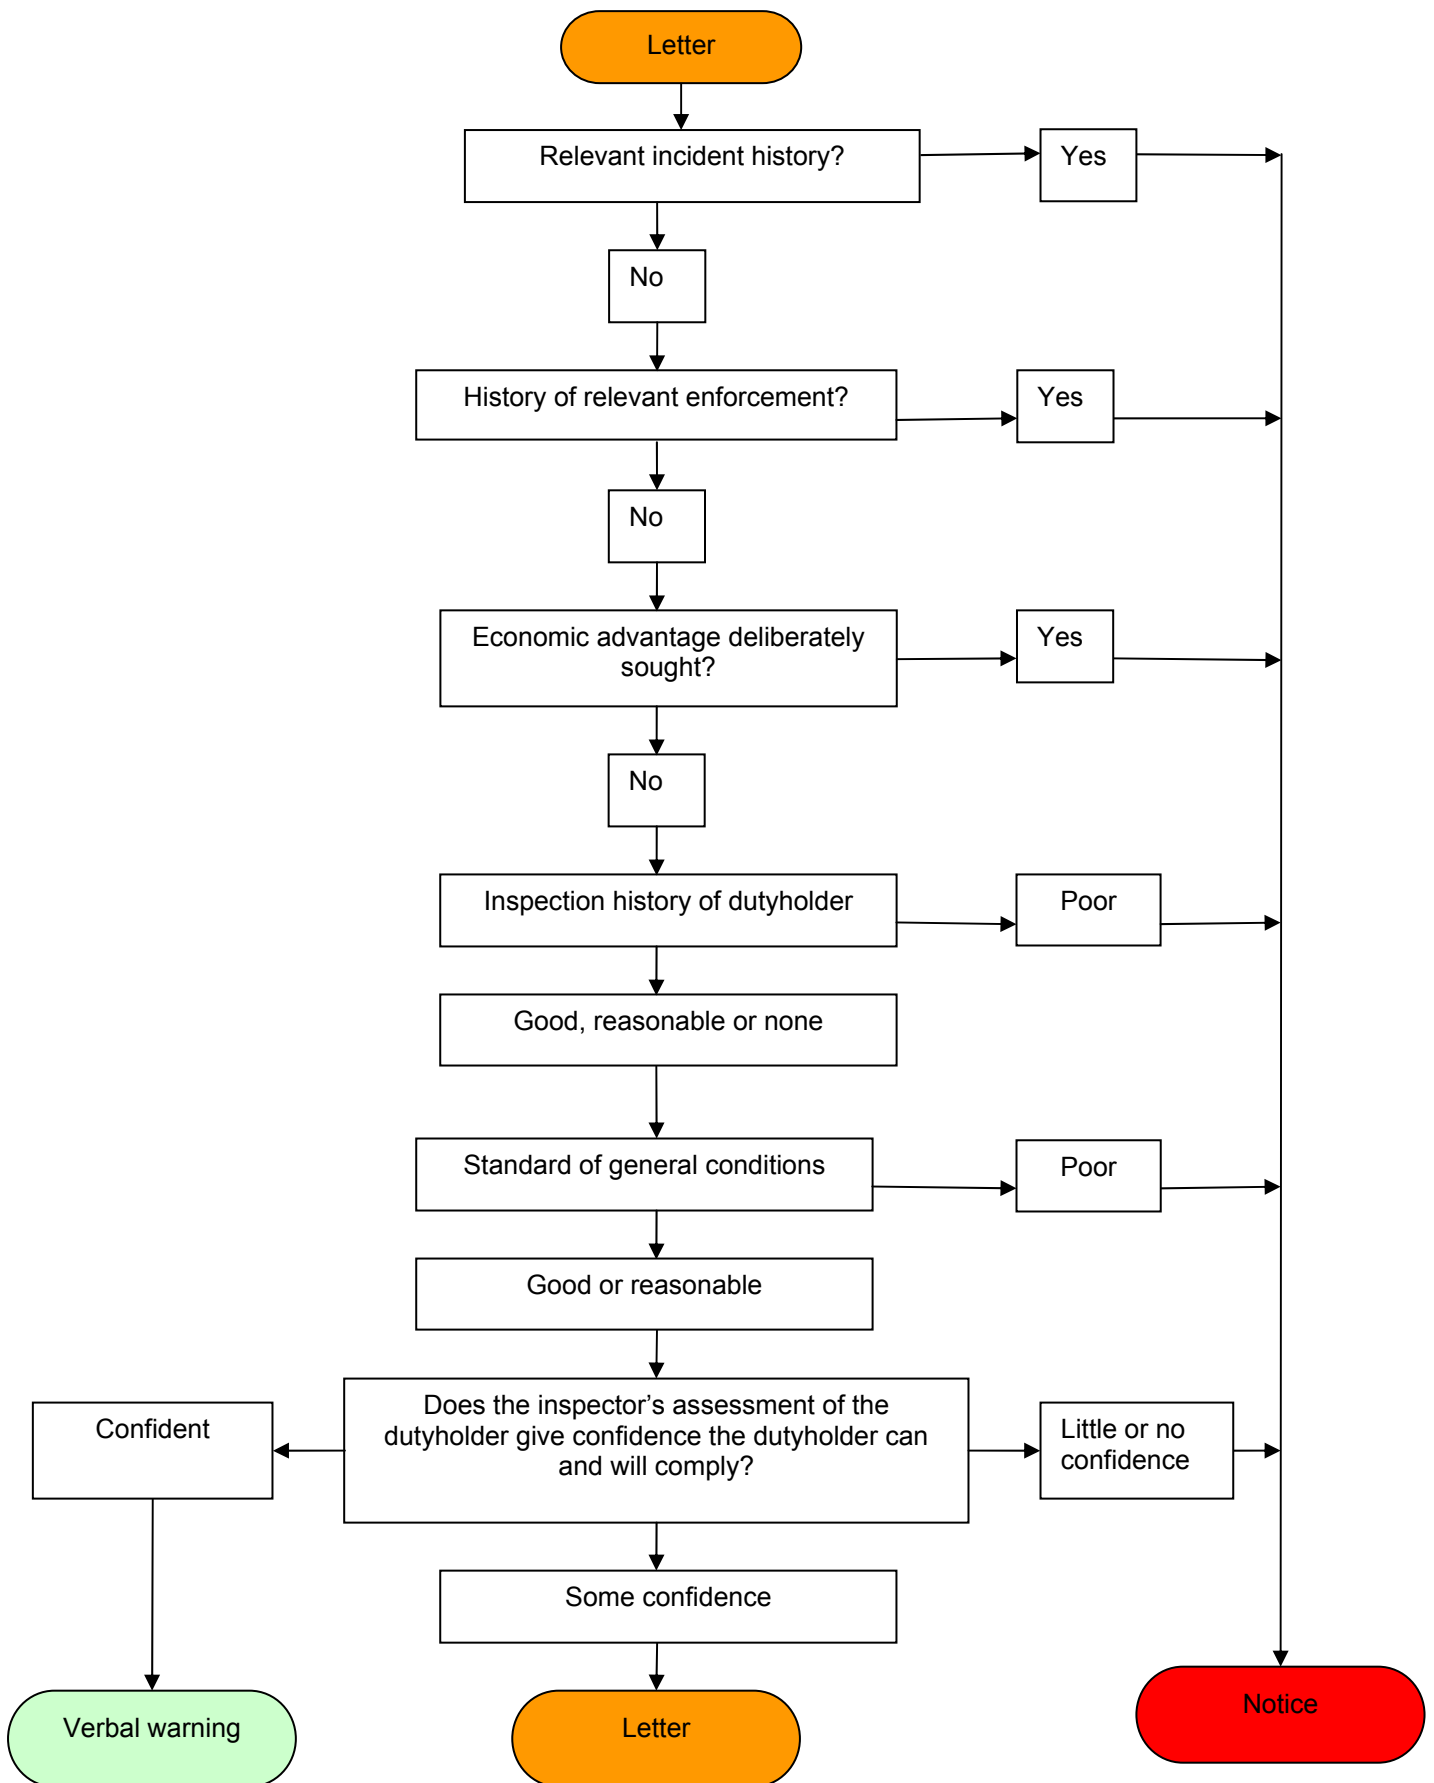 Letter
Relevant incident history?
Yes
No
History of relevant enforcement?
Yes
No
Economic advantage deliberately
sought?
Yes
No
Inspection history of dutyholder
Poor
Good, reasonable or none
Standard of general conditions
Poor
Good or reasonable
Does the inspector’s assessment of the
dutyholder give confidence the dutyholder can
and will comply?
Confident
Little or no
confidence
Some confidence
Verbal warning
Letter
Notice